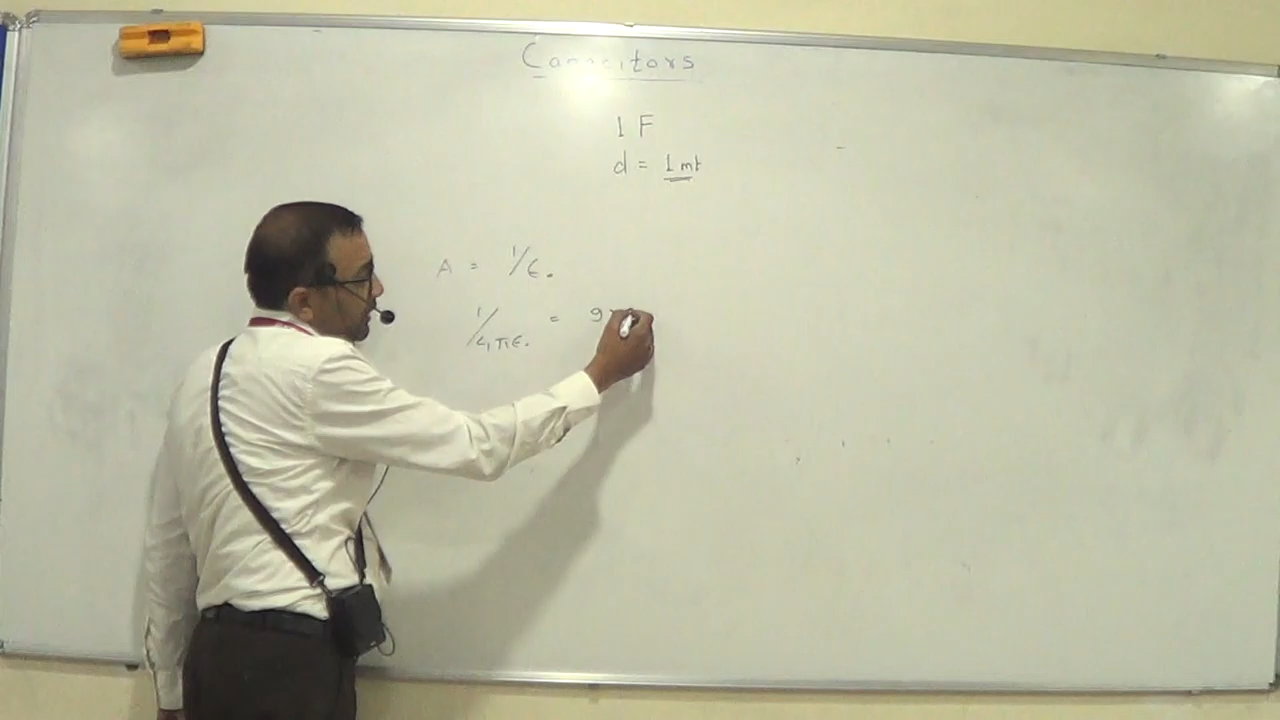 Capacitors
1 F
d = 1 mt
A = 1/ε₀
1/4πε₀ = 9